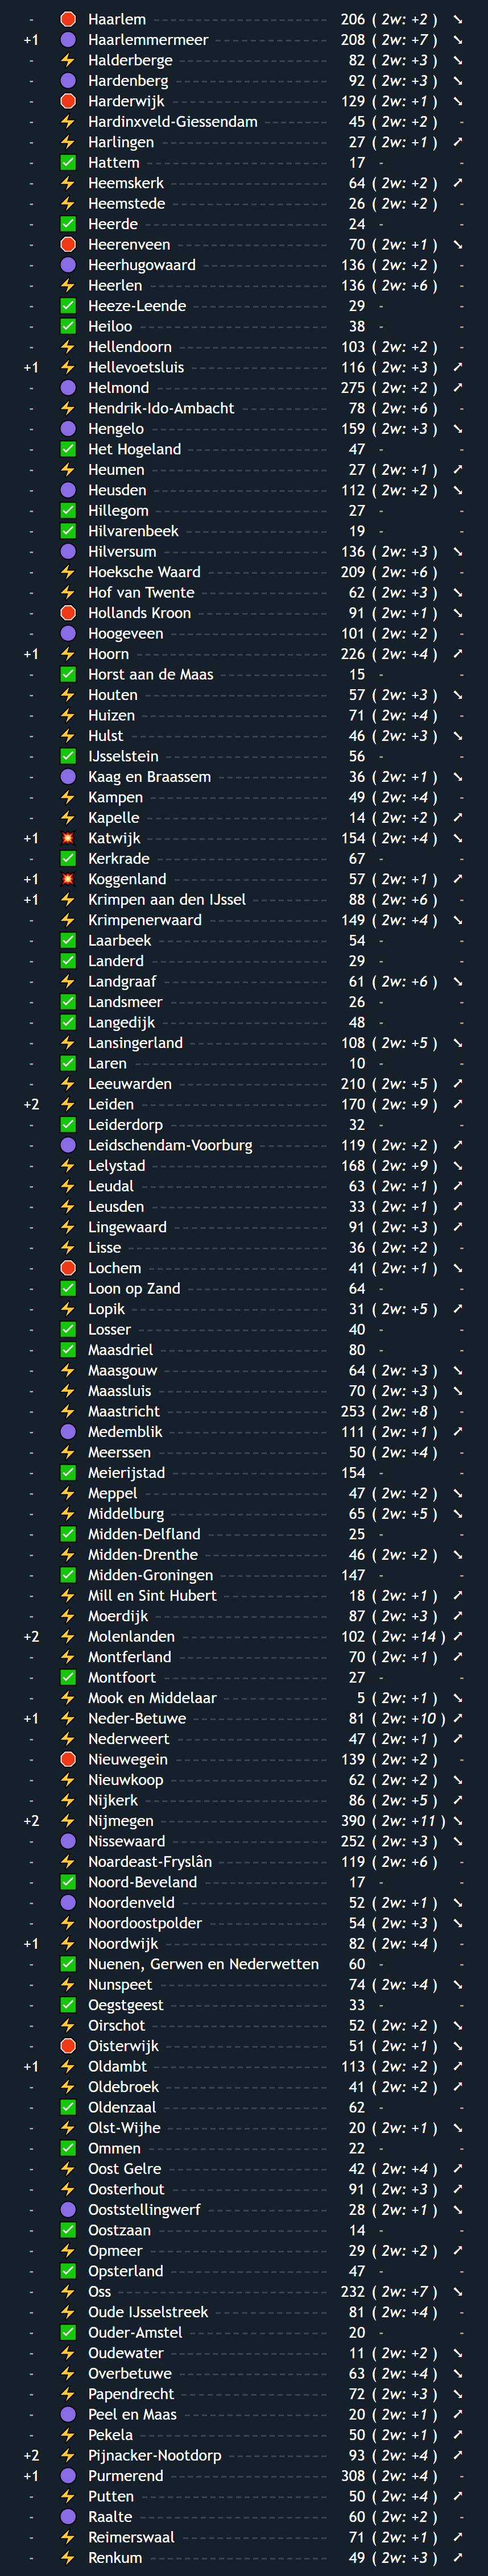 - 🛑 Haarlem 206 ( 2w: +2 ) ➘
+1 🟣 Haarlemmermeer 208 ( 2w: +7 ) ➘
- ⚡ Halderberge 82 ( 2w: +3 ) ➘
- 🟣 Hardenberg 92 ( 2w: +3 ) ➘
- 🛑 Harderwijk 129 ( 2w: +1 ) ➘
- ⚡ Hardinxveld-Giessendam 45 ( 2w: +2 ) -
- ⚡ Harlingen 27 ( 2w: +1 ) ➚
- ✅ Hattem 17 - -
- ⚡ Heemskerk 64 ( 2w: +2 ) ➚
- ⚡ Heemstede 26 ( 2w: +2 ) -
- ✅ Heerde 24 - -
- 🛑 Heerenveen 70 ( 2w: +1 ) ➘
- 🟣 Heerhugowaard 136 ( 2w: +2 ) -
- ⚡ Heerlen 136 ( 2w: +6 ) -
- ✅ Heeze-Leende 29 - -
- ✅ Heiloo 38 - -
- ⚡ Hellendoorn 103 ( 2w: +2 ) -
+1 ⚡ Hellevoetsluis 116 ( 2w: +3 ) ➚
- 🟣 Helmond 275 ( 2w: +2 ) ➚
- ⚡ Hendrik-Ido-Ambacht 78 ( 2w: +6 ) -
- 🟣 Hengelo 159 ( 2w: +3 ) ➘
- ✅ Het Hogeland 47 - -
- ⚡ Heumen 27 ( 2w: +1 ) ➚
- 🟣 Heusden 112 ( 2w: +2 ) ➘
- ✅ Hillegom 27 - -
- ✅ Hilvarenbeek 19 - -
- 🟣 Hilversum 136 ( 2w: +3 ) ➘
- ⚡ Hoeksche Waard 209 ( 2w: +6 ) -
- ⚡ Hof van Twente 62 ( 2w: +3 ) ➘
- 🛑 Hollands Kroon 91 ( 2w: +1 ) ➘
- 🟣 Hoogeveen 101 ( 2w: +2 ) -
+1 ⚡ Hoorn 226 ( 2w: +4 ) ➚
- ✅ Horst aan de Maas 15 - -
- ⚡ Houten 57 ( 2w: +3 ) ➘
- ⚡ Huizen 71 ( 2w: +4 ) -
- ⚡ Hulst 46 ( 2w: +3 ) ➘
- ✅ IJsselstein 56 - -
- 🟣 Kaag en Braassem 36 ( 2w: +1 ) ➘
- ⚡ Kampen 49 ( 2w: +4 ) -
- ⚡ Kapelle 14 ( 2w: +2 ) ➚
+1 💥 Katwijk 154 ( 2w: +4 ) ➘
- ✅ Kerkrade 67 - -
+1 💥 Koggenland 57 ( 2w: +1 ) ➚
+1 ⚡ Krimpen aan den IJssel 88 ( 2w: +6 ) -
- ⚡ Krimpenerwaard 149 ( 2w: +4 ) ➘
- ✅ Laarbeek 54 - -
- ✅ Landerd 29 - -
- ⚡ Landgraaf 61 ( 2w: +6 ) ➘
- ✅ Landsmeer 26 - -
- ✅ Langedijk 48 - -
- ⚡ Lansingerland 108 ( 2w: +5 ) ➘
- ✅ Laren 10 - -
- ⚡ Leeuwarden 210 ( 2w: +5 ) ➚
+2 ⚡ Leiden 170 ( 2w: +9 ) ➚
- ✅ Leiderdorp 32 - -
- 🟣 Leidschendam-Voorburg 119 ( 2w: +2 ) ➚
- ⚡ Lelystad 168 ( 2w: +9 ) ➘
- ⚡ Leudal 63 ( 2w: +1 ) ➚
- ⚡ Leusden 33 ( 2w: +1 ) ➚
- ⚡ Lingewaard 91 ( 2w: +3 ) ➚
- ⚡ Lisse 36 ( 2w: +2 ) -
- 🛑 Lochem 41 ( 2w: +1 ) ➘
- ✅ Loon op Zand 64 - -
- ⚡ Lopik 31 ( 2w: +5 ) ➚
- ✅ Losser 40 - -
- ✅ Maasdriel 80 - -
- ⚡ Maasgouw 64 ( 2w: +3 ) ➘
- ⚡ Maassluis 70 ( 2w: +3 ) ➘
- ⚡ Maastricht 253 ( 2w: +8 ) -
- 🟣 Medemblik 111 ( 2w: +1 ) ➚
- ⚡ Meerssen 50 ( 2w: +4 ) -
- ✅ Meierijstad 154 - -
- ⚡ Meppel 47 ( 2w: +2 ) ➘
- ⚡ Middelburg 65 ( 2w: +5 ) ➘
- ✅ Midden-Delfland 25 - -
- ⚡ Midden-Drenthe 46 ( 2w: +2 ) ➘
- ✅ Midden-Groningen 147 - -
- ⚡ Mill en Sint Hubert 18 ( 2w: +1 ) ➚
- ⚡ Moerdijk 87 ( 2w: +3 ) ➚
+2 ⚡ Molenlanden 102 ( 2w: +14 ) ➚
- ⚡ Montferland 70 ( 2w: +1 ) ➚
- ✅ Montfoort 27 - -
- ⚡ Mook en Middelaar 5 ( 2w: +1 ) ➘
+1 ⚡ Neder-Betuwe 81 ( 2w: +10 ) ➚
- ⚡ Nederweert 47 ( 2w: +1 ) ➚
- 🛑 Nieuwegein 139 ( 2w: +2 ) -
- ⚡ Nieuwkoop 62 ( 2w: +2 ) ➘
- ⚡ Nijkerk 86 ( 2w: +5 ) ➚
+2 ⚡ Nijmegen 390 ( 2w: +11 ) ➘
- 🟣 Nissewaard 252 ( 2w: +3 ) ➘
- ⚡ Noardeast-Fryslân 119 ( 2w: +6 ) -
- ✅ Noord-Beveland 17 - -
- 🟣 Noordenveld 52 ( 2w: +1 ) ➘
- ⚡ Noordoostpolder 54 ( 2w: +3 ) ➘
+1 ⚡ Noordwijk 82 ( 2w: +4 ) -
- ✅ Nuenen, Gerwen en Nederwetten 60 - -
- ⚡ Nunspeet 74 ( 2w: +4 ) ➘
- ✅ Oegstgeest 33 - -
- ⚡ Oirschot 52 ( 2w: +2 ) ➘
- 🛑 Oisterwijk 51 ( 2w: +1 ) ➘
+1 ⚡ Oldambt 113 ( 2w: +2 ) ➚
- ⚡ Oldebroek 41 ( 2w: +2 ) ➚
- ✅ Oldenzaal 62 - -
- ⚡ Olst-Wijhe 20 ( 2w: +1 ) ➘
- ✅ Ommen 22 - -
- ⚡ Oost Gelre 42 ( 2w: +4 ) ➚
- ⚡ Oosterhout 91 ( 2w: +3 ) ➚
- 🟣 Ooststellingwerf 28 ( 2w: +1 ) ➘
- ✅ Oostzaan 14 - -
- ⚡ Opmeer 29 ( 2w: +2 ) ➚
- ✅ Opsterland 47 - -
- ⚡ Oss 232 ( 2w: +7 ) ➘
- ⚡ Oude IJsselstreek 81 ( 2w: +4 ) -
- ✅ Ouder-Amstel 20 - -
- ⚡ Oudewater 11 ( 2w: +2 ) ➘
- ⚡ Overbetuwe 63 ( 2w: +4 ) ➘
- ⚡ Papendrecht 72 ( 2w: +3 ) ➘
- 🟣 Peel en Maas 20 ( 2w: +1 ) ➚
- ⚡ Pekela 50 ( 2w: +1 ) ➚
+2 ⚡ Pijnacker-Nootdorp 93 ( 2w: +4 ) ➚
+1 🟣 Purmerend 308 ( 2w: +4 ) -
- ⚡ Putten 50 ( 2w: +4 ) ➚
- 🟣 Raalte 60 ( 2w: +2 ) -
- ⚡ Reimerswaal 71 ( 2w: +1 ) ➚
- ⚡ Renkum 49 ( 2w: +3 ) ➚